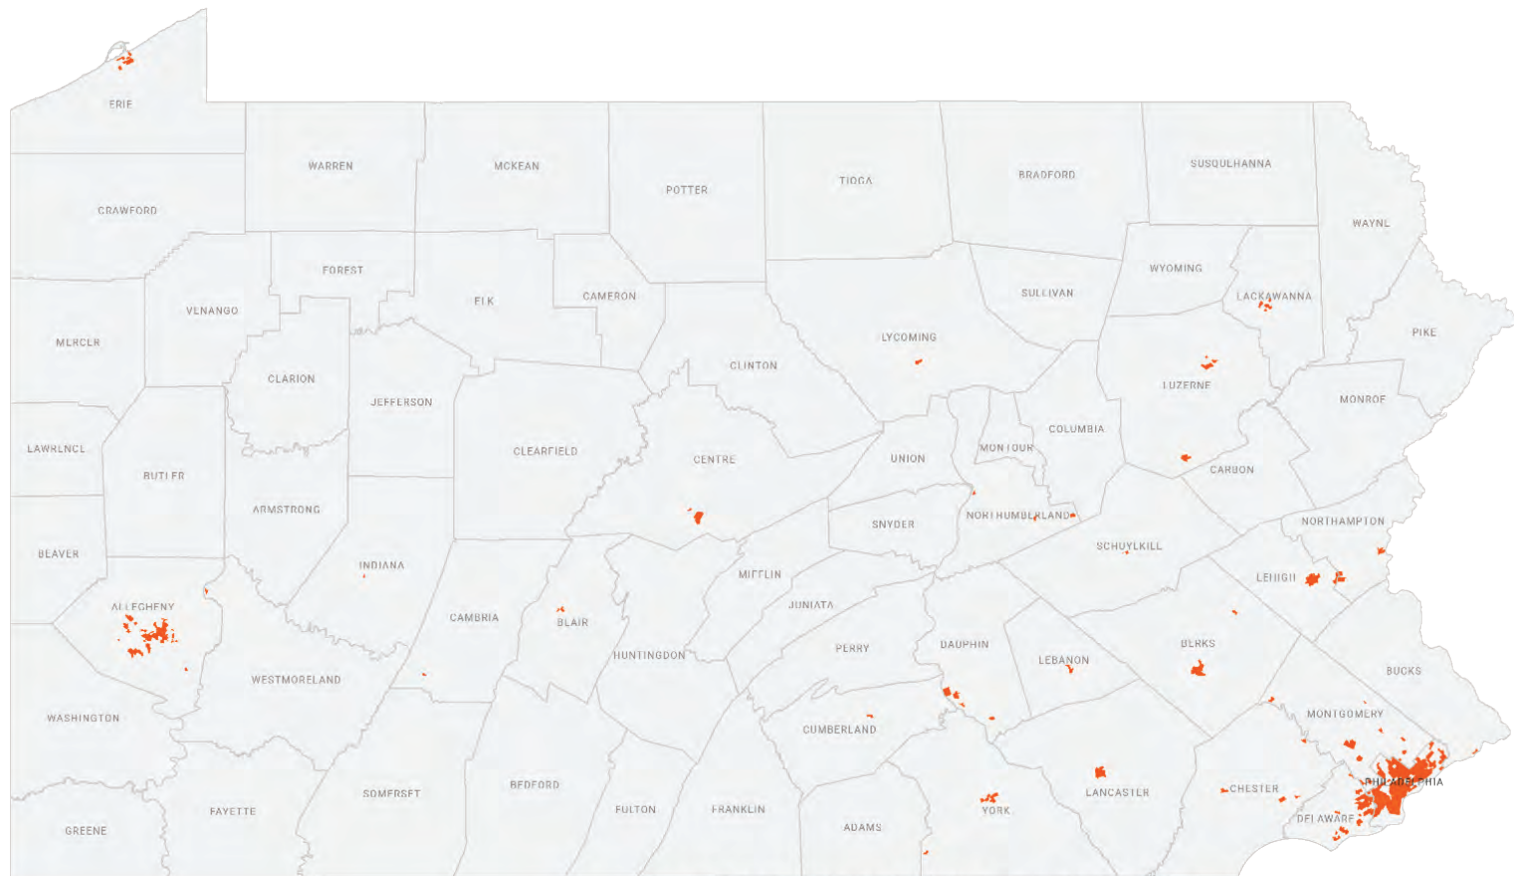 ERIE
WARREN
MCKEAN
POTTER
TIOGA
BRADFORD
SUSQUEHANNA
WAYNE
CRAWFORD
FOREST
ELK
CAMERON
WYOMING
LACKAWANNA
VENANGO
SULLIVAN
LYCOMING
PIKE
MERCER
CLARION
CLINTON
LUZERNE
JEFFERSON
MONROE
LAWRENCE
BUTLER
CLEARFIELD
CENTRE
UNION
MONTOUR
COLUMBIA
CARBON
ARMSTRONG
SNYDER
NORTHUMBERLAND
NORTHAMPTON
BEAVER
INDIANA
SCHUYLKILL
MIFFLIN
LEHIGH
ALLEGHENY
CAMBRIA
BLAIR
JUNIATA
HUNTINGDON
PERRY
DAUPHIN
LEBANON
BERKS
WESTMORELAND
BUCKS
WASHINGTON
CUMBERLAND
MONTGOMERY
SOMERSET
BEDFORD
FULTON
FRANKLIN
LANCASTER
CHESTER
PHILADELPHIA
GREENE
FAYETTE
ADAMS
YORK
DELAWARE